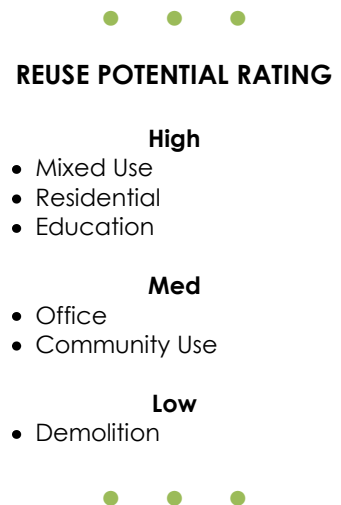 REUSE POTENTIAL RATING
High
• Mixed Use
• Residential
• Education
Med
• Office
• Community Use
Low
• Demolition